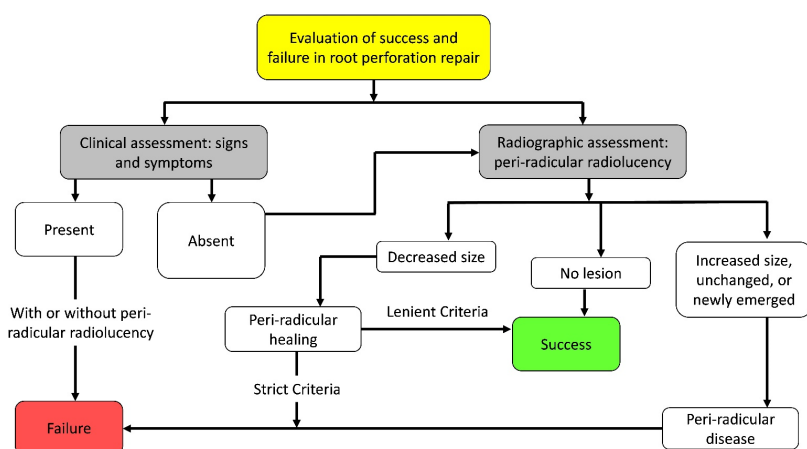 Evaluation of success and
failure in root perforation repair
Clinical assessment: signs
and symptoms
Radiographic assessment:
peri-radicular radiolucency
Present
Absent
Decreased size
No lesion
Increased size,
unchanged, or
newly emerged
With or without peri-
radicular radiolucency
Peri-radicular
healing
Lenient Criteria
Success
Strict Criteria
Failure
Peri-radicular
disease